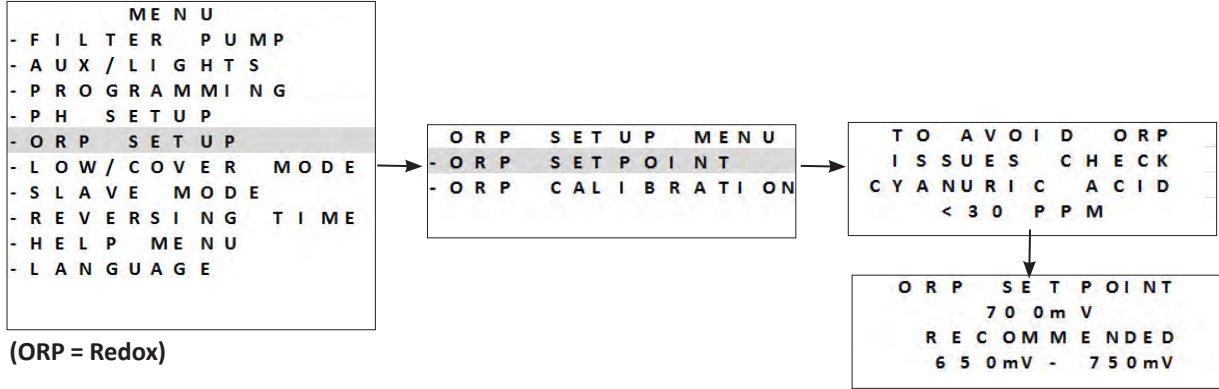 MENU
-FILTER PUMP
-AUX/LIGHTS
-PROGRAMMING
-PH SETUP
-ORP SETUP
-LOW/COVER MODE
-SLAVE MODE
-REVERSING TIME
-HELP MENU
-LANGUAGE
(ORP = Redox)
ORP SETUP MENU
-ORP SETPOINT
-ORP CALIBRATION
TO AVOID ORP
ISSUES CHECK
CYANURIC ACID
<30 PPM
ORP SETPOINT
700mV
RECOMMENDED
650mV - 750mV